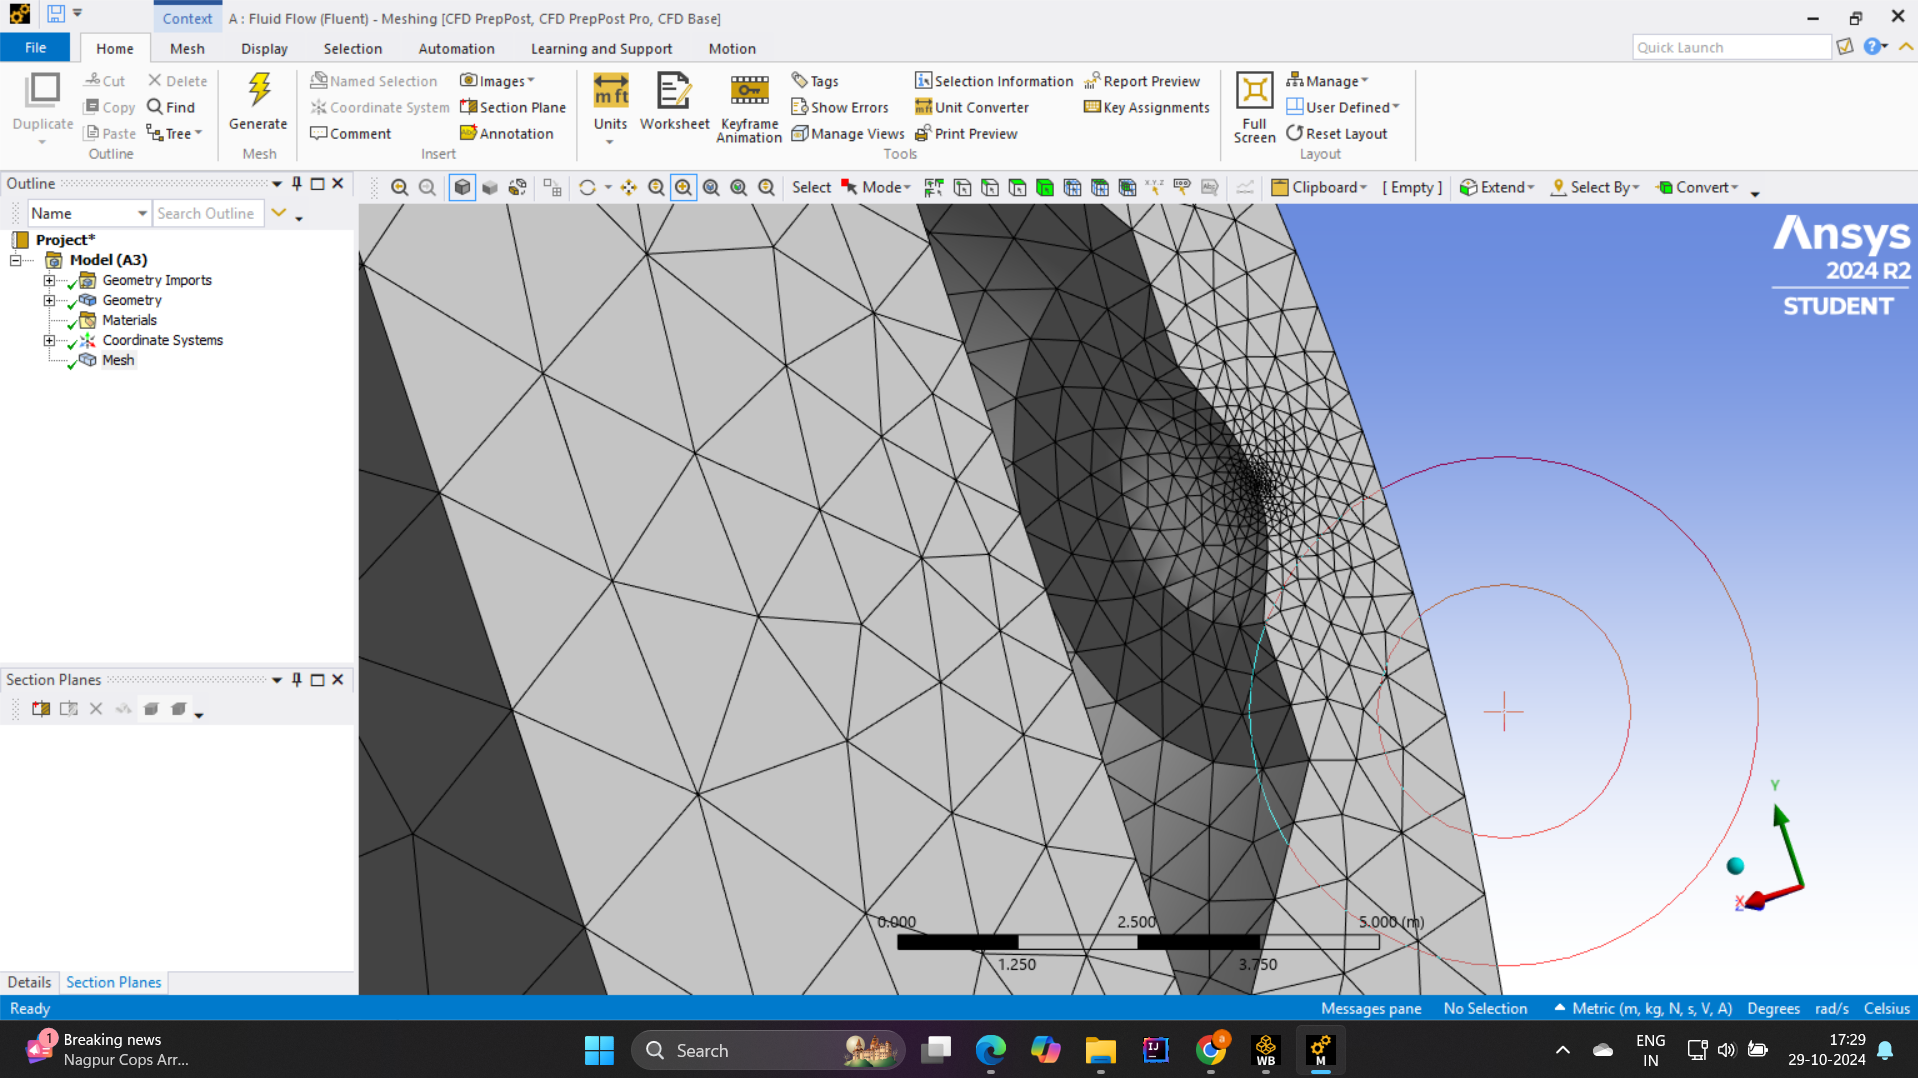 Context
A : Fluid Flow (Fluent) - Meshing [CFD PrepPost, CFD PrepPost Pro, CFD Base]
File
Home
Mesh
Display
Selection
Automation
Learning and Support
Motion
Quick Launch
Duplicate
Cut
Copy
Paste
Delete
Find
Tree
Outline
Generate
Mesh
Named Selection
Coordinate System
Comment
Images
Section Plane
Annotation
Insert
Units
Worksheet
Keyframe
Animation
Tags
Show Errors
Manage Views
Selection Information
Unit Converter
Print Preview
Report Preview
Key Assignments
Tools
Full
Screen
Manage
User Defined
Reset Layout
Layout
Outline
Select
Mode
Clipboard
[ Empty ]
Extend
Select By
Convert
Name
Search Outline
Project*
Model (A3)
Geometry Imports
Geometry
Materials
Coordinate Systems
Mesh
Ansys
2024 R2
STUDENT
Section Planes
Y
X
Z
0.000
2.500
5.000 (m)
1.250
3.750
Details
Section Planes
Ready
Messages pane
No Selection
Metric (m, kg, N, s, V, A)
Degrees
rad/s
Celsius
1
Breaking news
Nagpur Cops Arr...
Search
IJ
a
WB
M
ENG
IN
17:29
29-10-2024